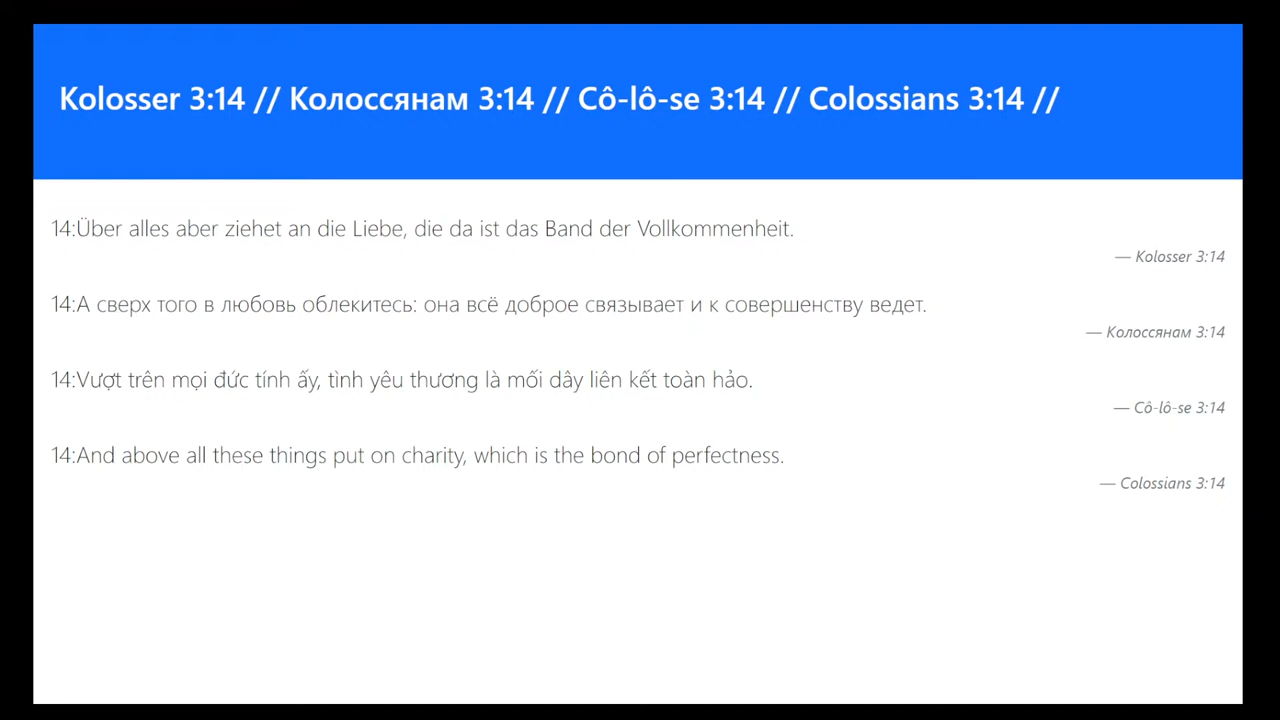 Kolosser 3:14 // Колоссянам 3:14 // Cô-lô-se 3:14 // Colossians 3:14 //
14:Über alles aber ziehet an die Liebe, die da ist das Band der Vollkommenheit.
— Kolosser 3:14
14:А сверх того в любовь облекитесь: она всё доброе связывает и к совершенству ведет.
— Колоссянам 3:14
14:Vượt trên mọi đức tính ấy, tình yêu thương là mối dây liên kết toàn hảo.
— Cô-lô-se 3:14
14:And above all these things put on charity, which is the bond of perfectness.
— Colossians 3:14